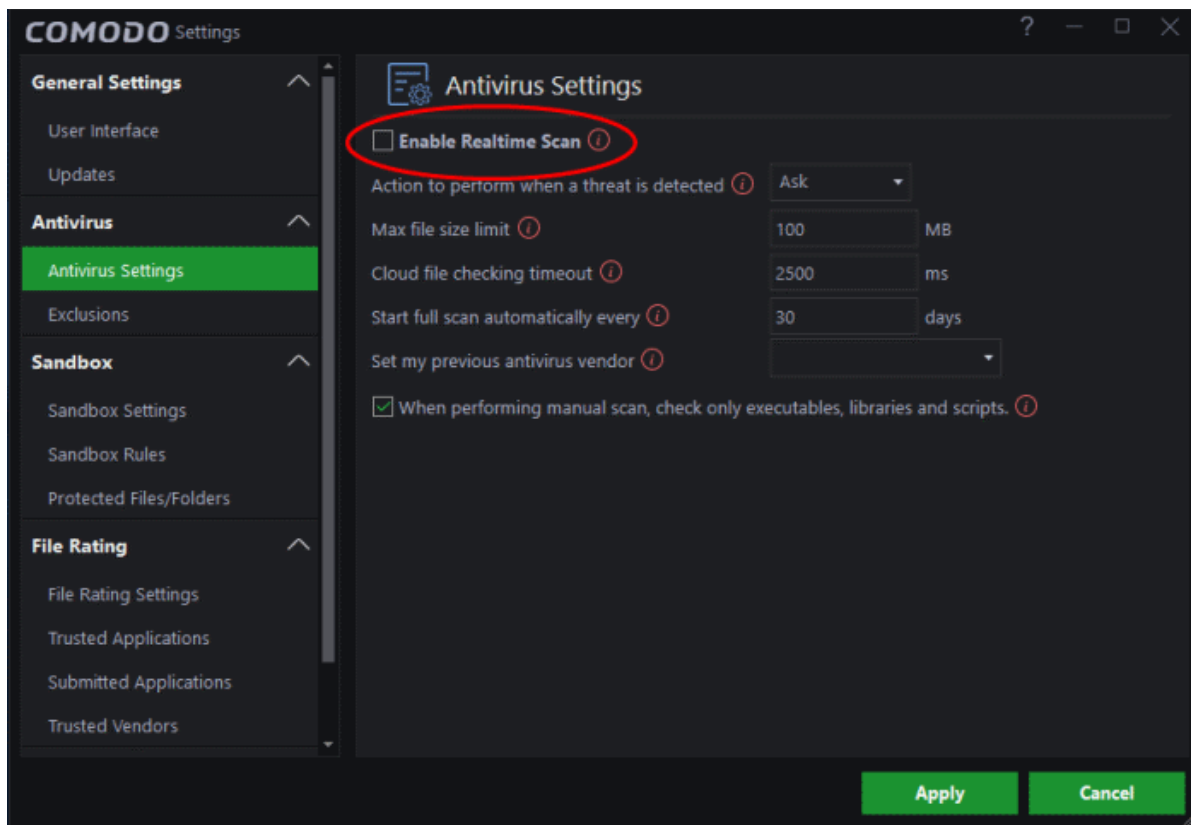 COMODO Settings
General Settings
User Interface
Updates
Antivirus
Antivirus Settings
Exclusions
Sandbox
Sandbox Settings
Sandbox Rules
Protected Files/Folders
File Rating
File Rating Settings
Trusted Applications
Submitted Applications
Trusted Vendors
Antivirus Settings
Enable Realtime Scan
Action to perform when a threat is detected Ask
Max file size limit 100 MB
Cloud file checking timeout 2500 ms
Start full scan automatically every 30 days
Set my previous antivirus vendor
When performing manual scan, check only executables, libraries and scripts.
Apply Cancel